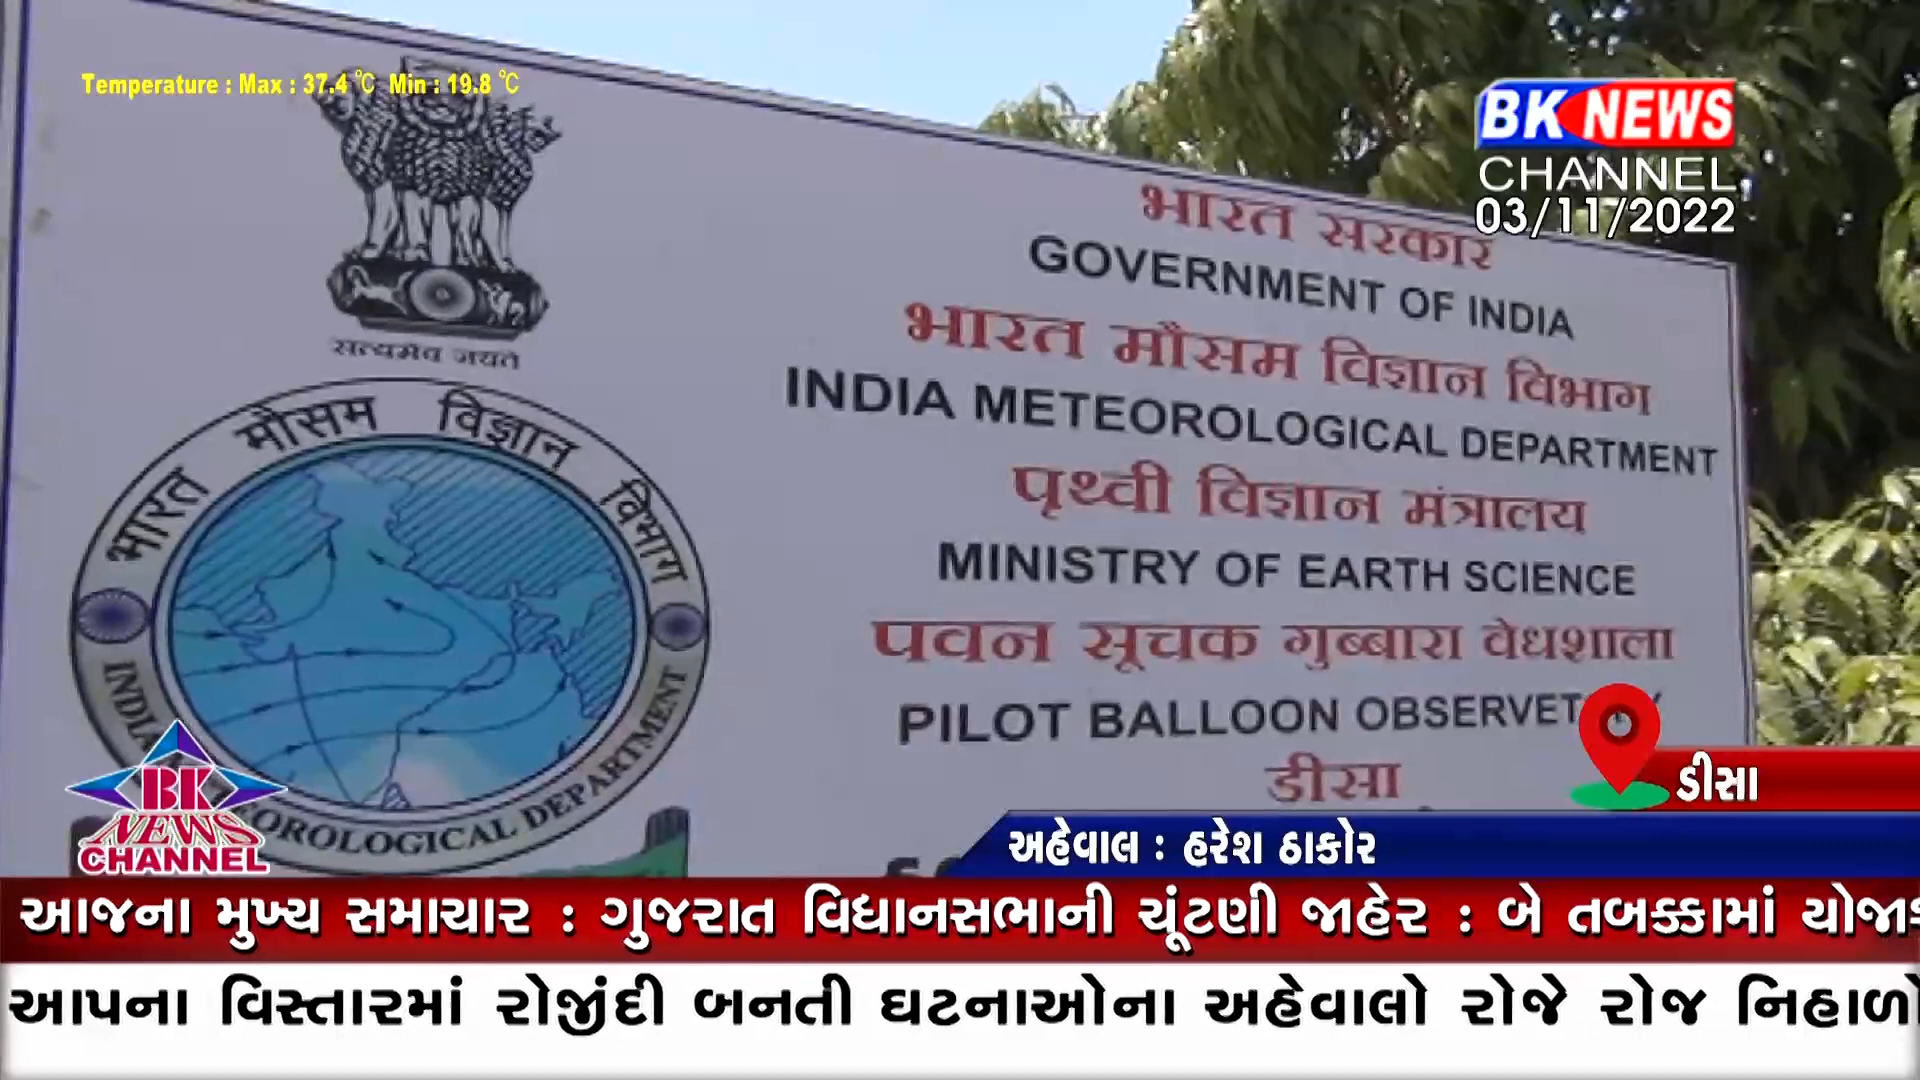 Temperature : Max : 37.4 °C Min : 19.8 °C
BK NEWS
CHANNEL
03/11/2022
सत्यमेव जयते
भारत मौसम विज्ञान विभाग
INDIA METEOROLOGICAL DEPARTMENT
भारत सरकार
GOVERNMENT OF INDIA
भारत मौसम विज्ञान विभाग
INDIA METEOROLOGICAL DEPARTMENT
पृथ्वी विज्ञान मंत्रालय
MINISTRY OF EARTH SCIENCE
पवन सूचक गुब्बारा वेधशाला
PILOT BALLOON
डीसा
ડીસા
અહેવાલ : હરેશ ઠાકોર
BK
NEWS
CHANNEL
આજના મુખ્ય સમાચાર : ગુજરાત વિધાનસભાની ચૂંટણી જાહેર : બે તબક્કામાં
આપના વિસ્તારમાં રોજીંદી બનતી ઘટનાઓના અહેવાલો રોજે રોજ